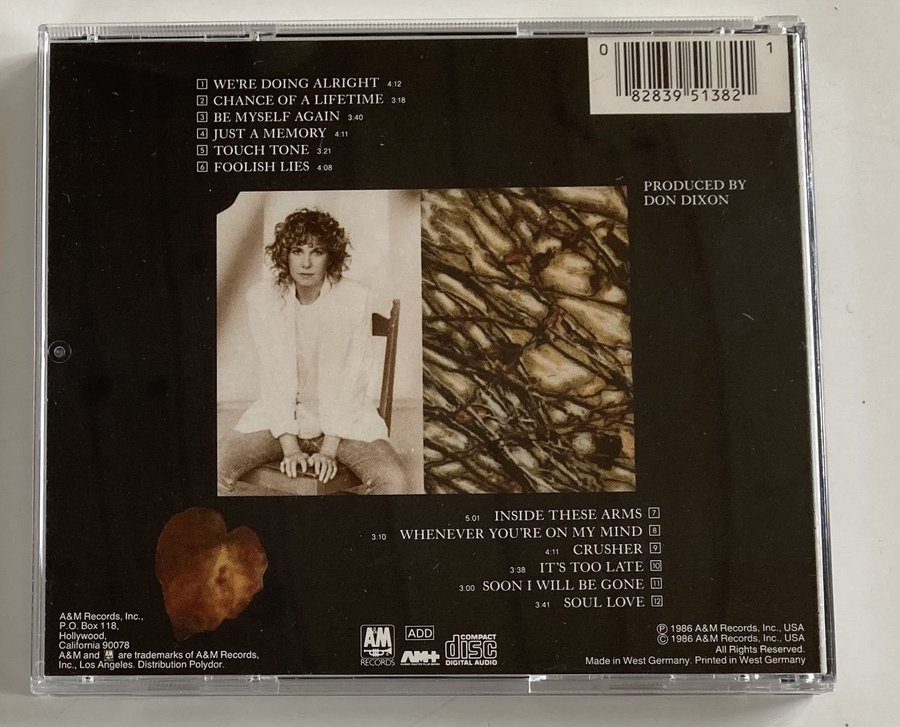 0 1
82839 51382
1 WE'RE DOING ALRIGHT 4:12
2 CHANCE OF A LIFETIME 3:18
3 BE MYSELF AGAIN 3:40
4 JUST A MEMORY 4:11
5 TOUCH TONE 3:21
6 FOOLISH LIES 4:08
PRODUCED BY
DON DIXON
5:01 INSIDE THESE ARMS 7
3:10 WHENEVER YOU'RE ON MY MIND 8
4:11 CRUSHER 9
3:38 IT'S TOO LATE 10
3:00 SOON I WILL BE GONE 11
3:41 SOUL LOVE 12
A&M Records, Inc.,
P.O. Box 118,
Hollywood,
California 90078
A&M and A&M are trademarks of A&M Records,
Inc., Los Angeles. Distribution Polydor.
A&M
RECORDS
ADD
AM+
COMPACT
disc
DIGITAL AUDIO
℗ 1986 A&M Records, Inc., USA
© 1986 A&M Records, Inc., USA
All Rights Reserved.
Made in West Germany. Printed in West Germany